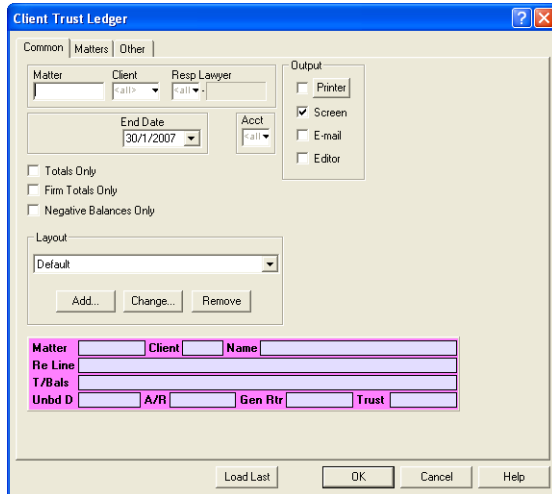 Client Trust Ledger
Common Matters Other
Matter Client Resp Lawyer
<all> <all -
Output
Printer
Screen
E-mail
Editor
End Date
30/1/2007
Acct
<all
Totals Only
Firm Totals Only
Negative Balances Only
Layout
Default
Add... Change... Remove
Matter Client Name
Re Line
T/Bals
Unbd D A/R Gen Rtr Trust
Load Last OK Cancel Help